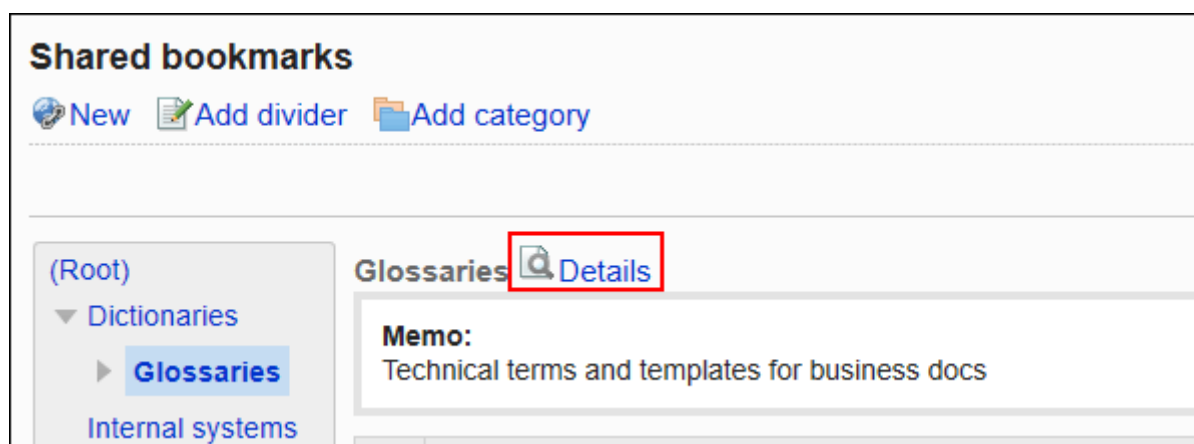 Shared bookmarks
New Add divider Add category
(Root)
Dictionaries
Glossaries
Internal systems
Glossaries Details
Memo:
Technical terms and templates for business docs